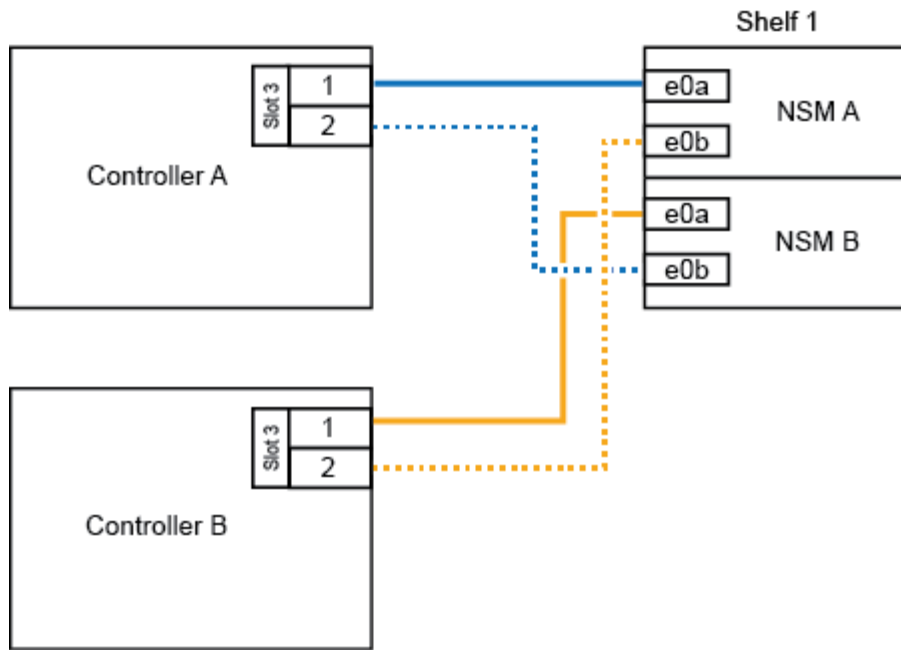 Shelf 1
Slot 3
1
2
Controller A
e0a
e0b
NSM A
e0a
e0b
NSM B
Slot 3
1
2
Controller B